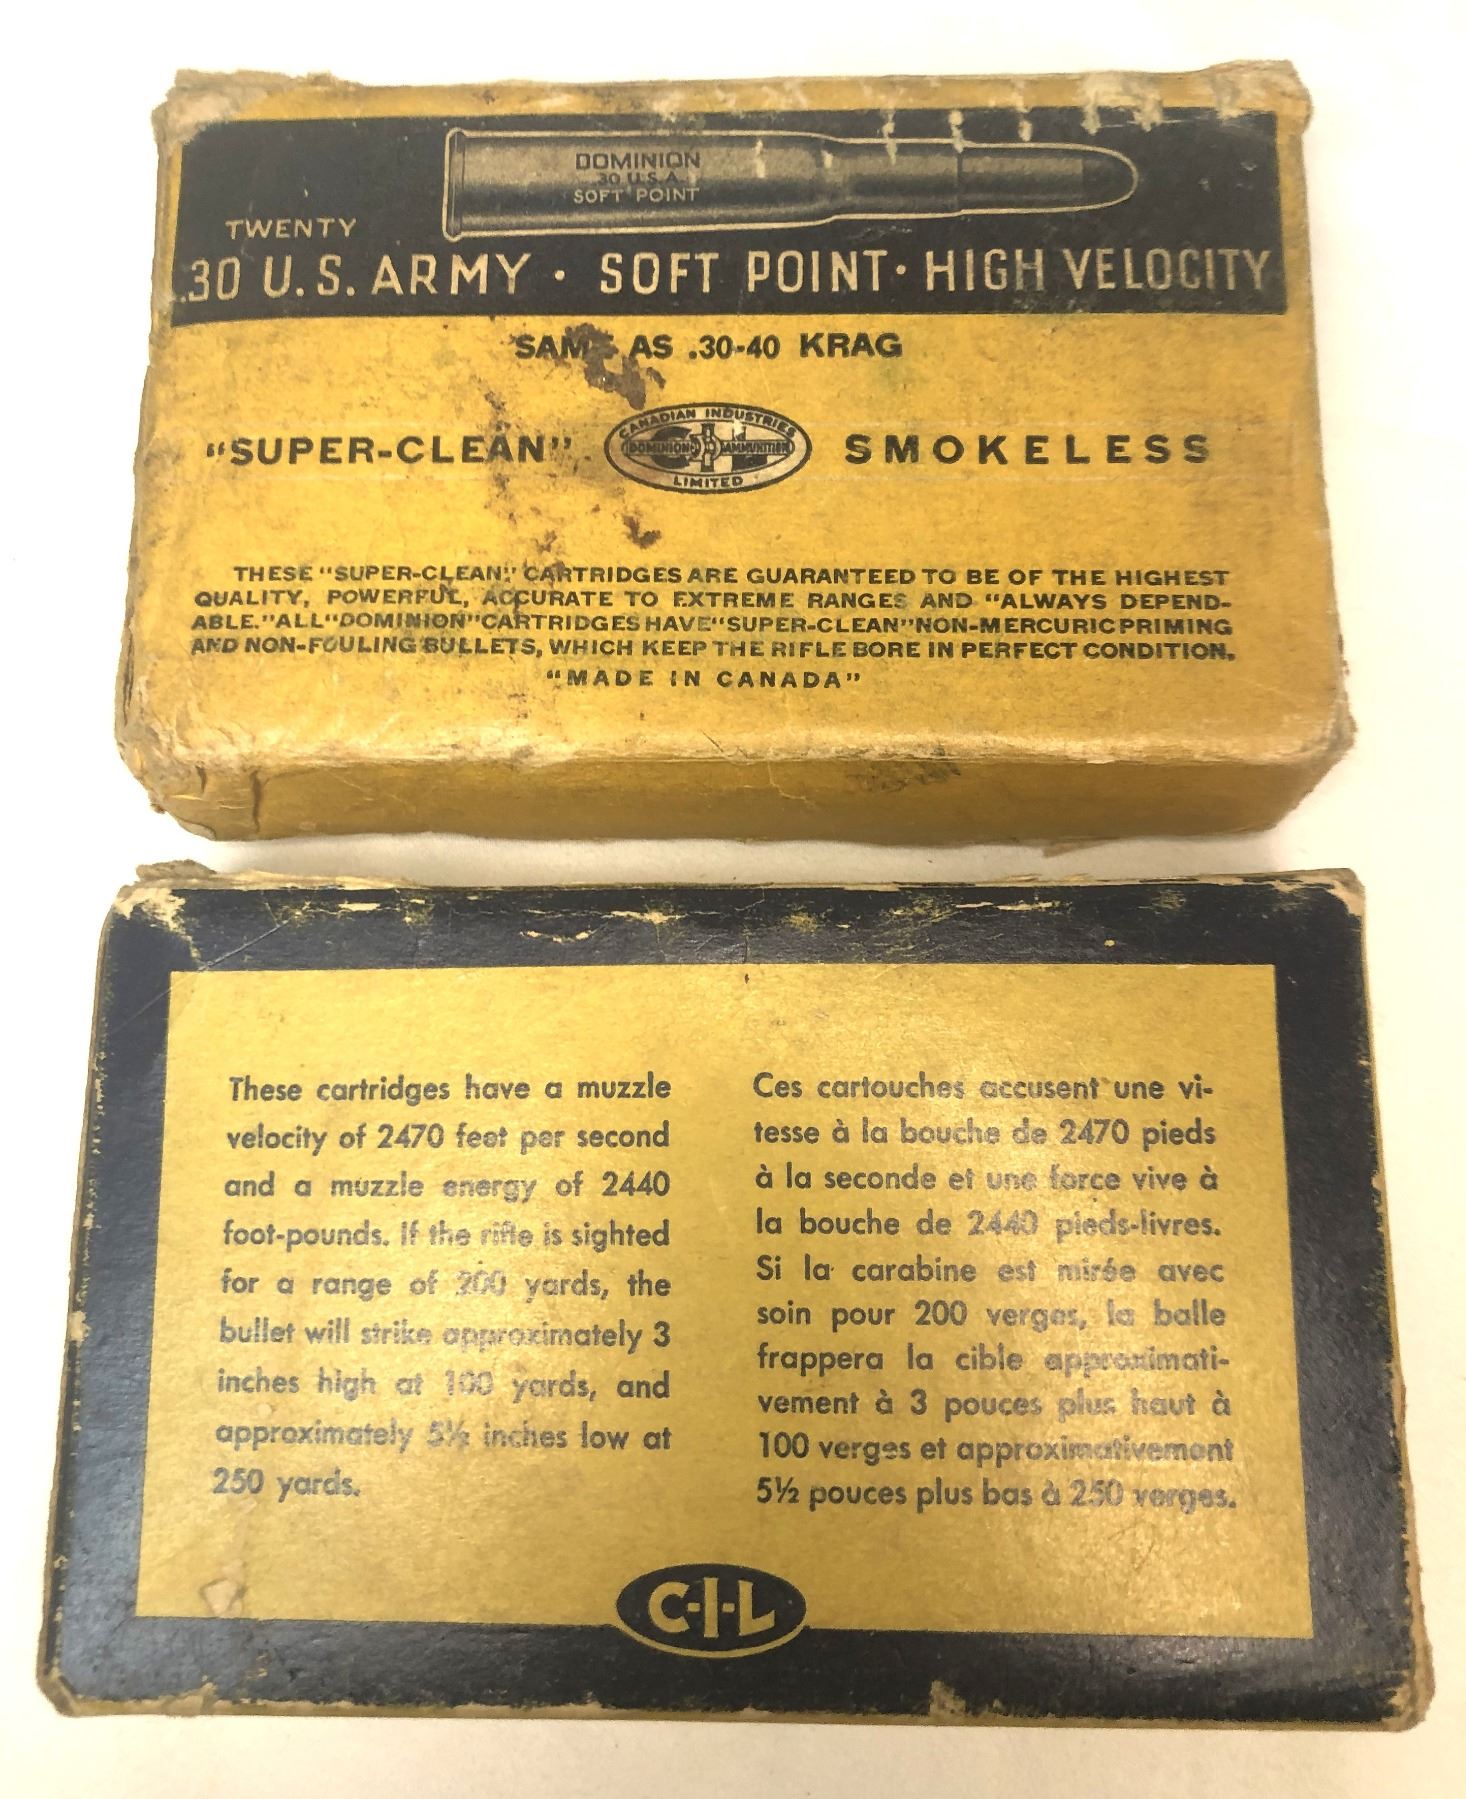 DOMINION
.30 U.S.A.
SOFT POINT
TWENTY
.30 U.S. ARMY · SOFT POINT · HIGH VELOCITY
SAME AS .30-40 KRAG
"SUPER-CLEAN" SMOKELESS
CANADIAN INDUSTRIES
DOMINION AMMUNITION
LIMITED
THESE "SUPER-CLEAN" CARTRIDGES ARE GUARANTEED TO BE OF THE HIGHEST
QUALITY, POWERFUL, ACCURATE TO EXTREME RANGES AND "ALWAYS DEPEND-
ABLE." ALL "DOMINION" CARTRIDGES HAVE "SUPER-CLEAN" NON-MERCURIC PRIMING
AND NON-FOULING BULLETS, WHICH KEEP THE RIFLE BORE IN PERFECT CONDITION.
"MADE IN CANADA"
These cartridges have a muzzle
velocity of 2470 feet per second
and a muzzle energy of 2440
foot-pounds. If the rifle is sighted
for a range of 200 yards, the
bullet will strike approximately 3
inches high at 100 yards, and
approximately 5½ inches low at
250 yards.
Ces cartouches accusent une vi-
tesse à la bouche de 2470 pieds
à la seconde et une force vive à
la bouche de 2440 pieds-livres.
Si la carabine est mirée avec
soin pour 200 verges, la balle
frappera la cible approximati-
vement à 3 pouces plus haut à
100 verges et approximativement
5½ pouces plus bas à 250 verges.
C-I-L